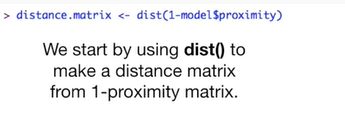 > distance.matrix <- dist(1-model$proximity)
We start by using dist() to
make a distance matrix
from 1-proximity matrix.